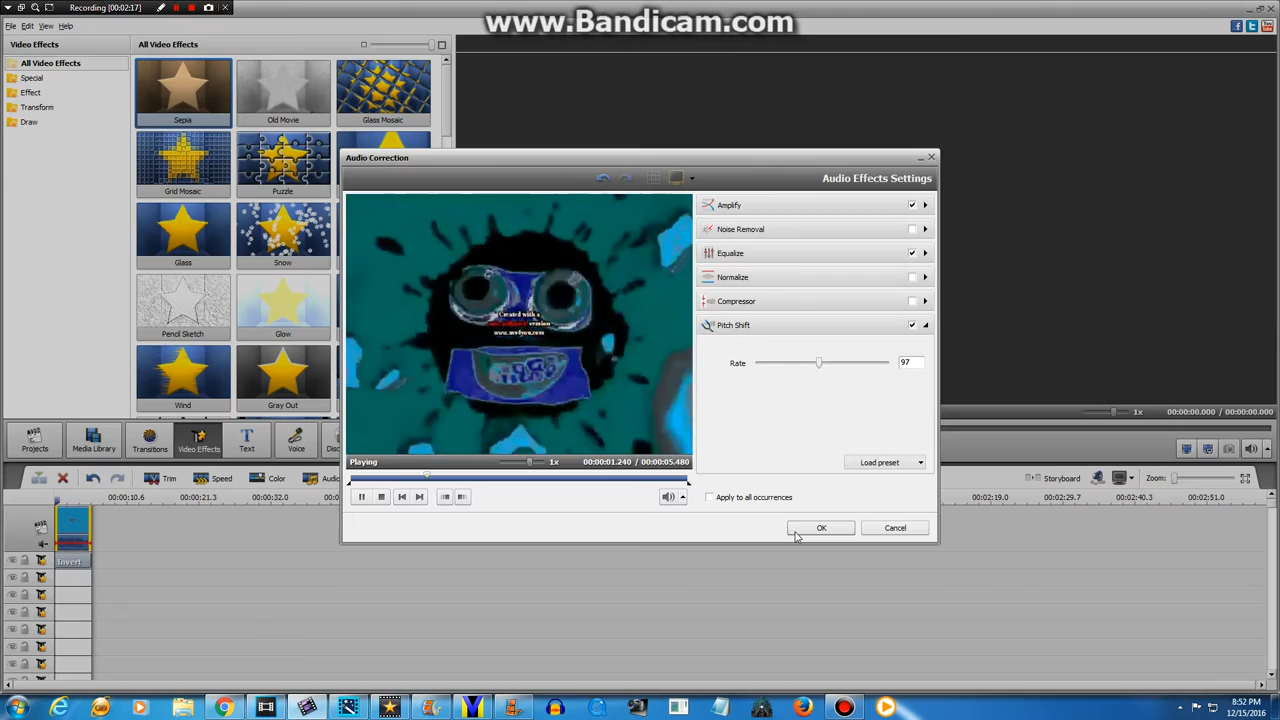 Recording [00:02:17]
www.Bandicam.com
File Edit View Help
Video Effects
All Video Effects
All Video Effects
Special
Effect
Transform
Draw
Sepia
Old Movie
Glass Mosaic
Grid Mosaic
Puzzle
Glass
Snow
Pencil Sketch
Glow
Wind
Gray Out
Audio Correction
Audio Effects Settings
Amplify
Noise Removal
Equalize
Normalize
Compressor
Pitch Shift
Rate
97
Created with a
version
Load preset
Playing
1x
00:00:01.240 / 00:00:05.480
Apply to all occurrences
OK
Cancel
1x
00:00:00.000 / 00:00:00.000
Projects
Media Library
Transitions
Video Effects
Text
Voice
Trim
Speed
Color
Storyboard
Zoom:
00:00:10.6
00:00:21.3
00:00:32.0
00:02:19.0
00:02:29.7
00:02:40.3
00:02:51.0
Invert
8:52 PM
12/15/2016